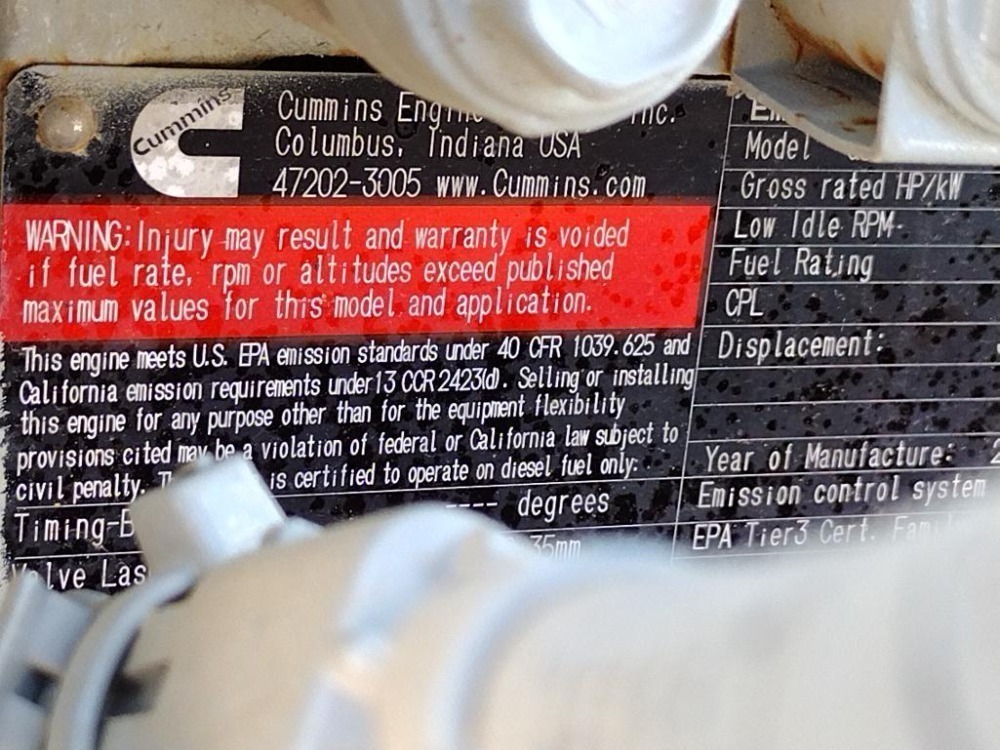 Cummins
Cummins Inc.
Columbus, Indiana USA
47202-3005 www.Cummins.com
WARNING: Injury may result and warranty is voided
if fuel rate, rpm or altitudes exceed published
maximum values for this model and application.
This engine meets U.S. EPA emission standards under 40 CFR 1039.625 and
California emission requirements under 13 CCR 2423(d). Selling or installing
this engine for any purpose other than for the equipment flexibility
provisions cited may be a violation of federal or California law subject to
civil penalty. is certified to operate on diesel fuel only.
---- degrees
35mm
Model
Gross rated HP/kW
Low Idle RPM-
Fuel Rating
CPL
Displacement:
Year of Manufacture:
Emission control system
EPA Tier3 Cert.